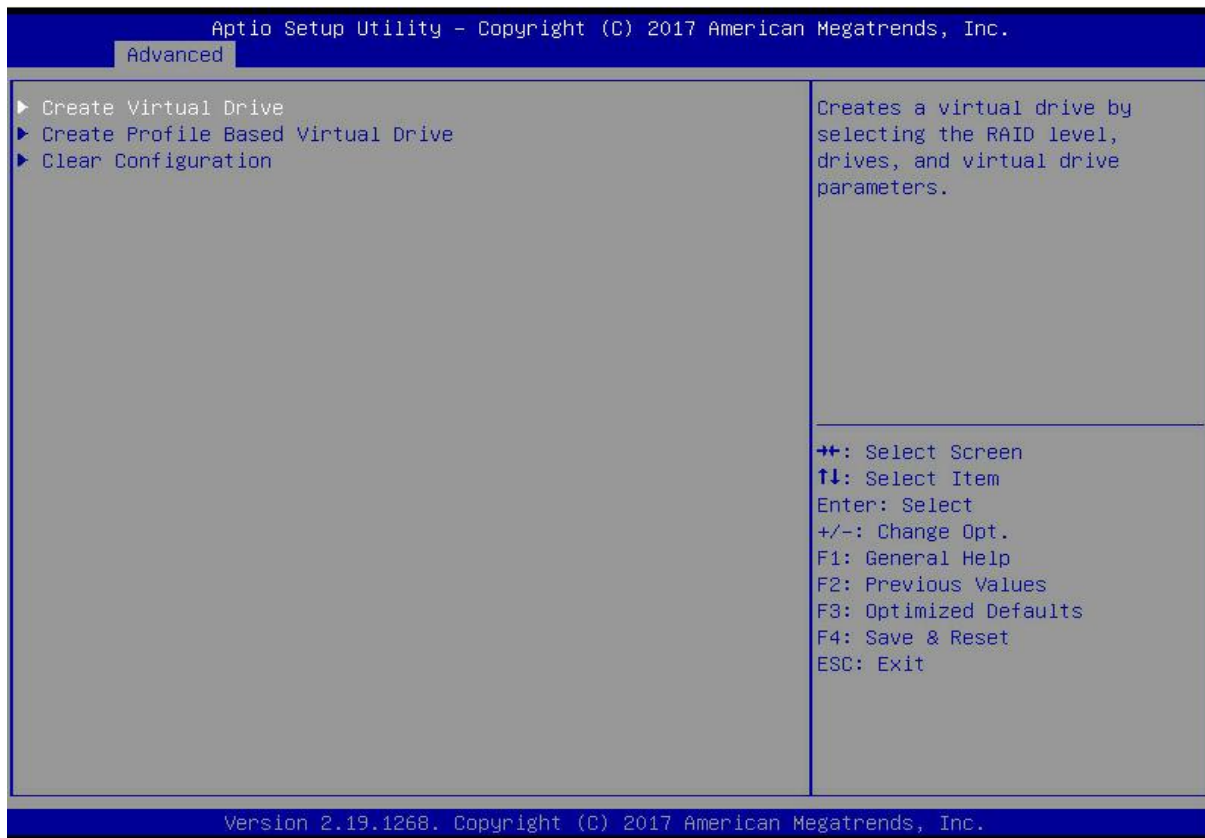 Aptio Setup Utility – Copyright (C) 2017 American Megatrends, Inc.
Advanced
▶ Create Virtual Drive
▶ Create Profile Based Virtual Drive
▶ Clear Configuration
Creates a virtual drive by
selecting the RAID level,
drives, and virtual drive
parameters.
→←: Select Screen
↑↓: Select Item
Enter: Select
+/-: Change Opt.
F1: General Help
F2: Previous Values
F3: Optimized Defaults
F4: Save & Reset
ESC: Exit
Version 2.19.1268. Copyright (C) 2017 American Megatrends, Inc.